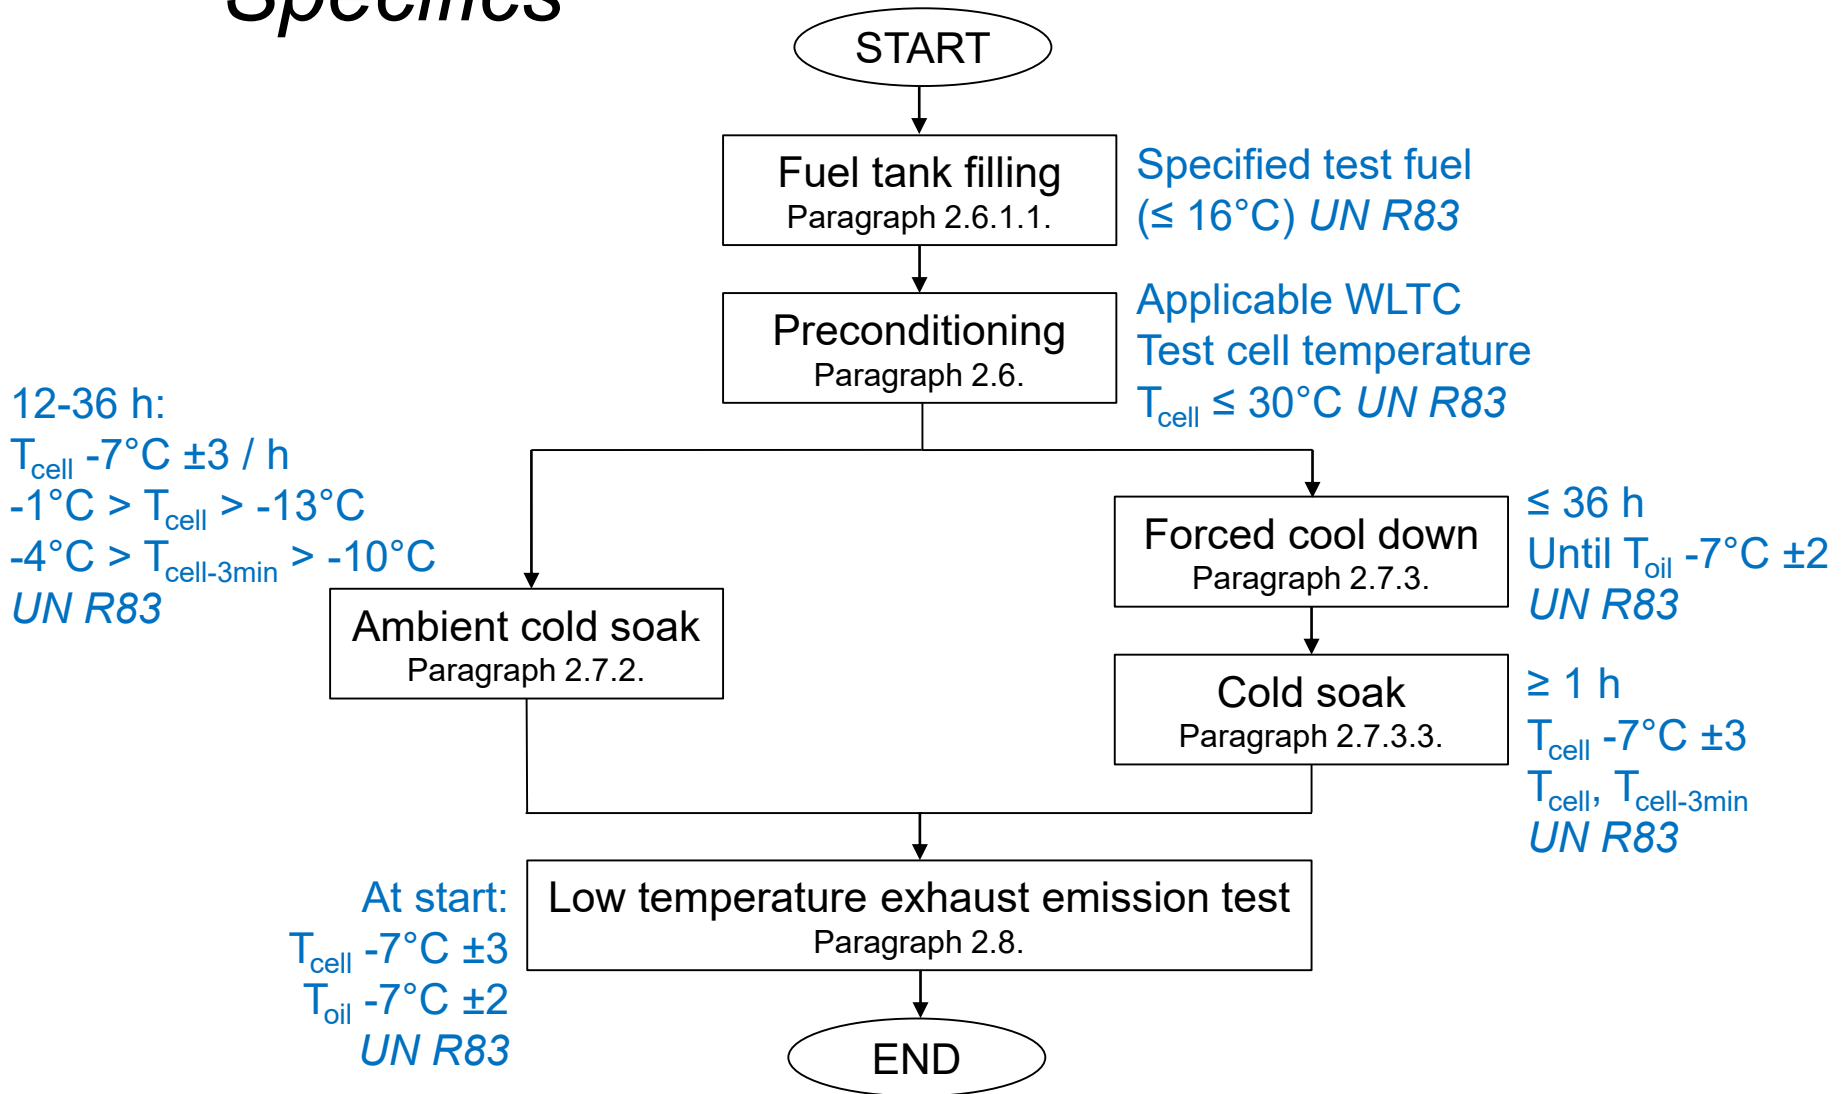 Specifics
START
Fuel tank filling
Paragraph 2.6.1.1.
Specified test fuel
(≤ 16°C) UN R83
Preconditioning
Paragraph 2.6.
Applicable WLTC
Test cell temperature
Tcell ≤ 30°C UN R83
12-36 h:
Tcell -7°C ±3 / h
-1°C > Tcell > -13°C
-4°C > Tcell-3min > -10°C
UN R83
Ambient cold soak
Paragraph 2.7.2.
Forced cool down
Paragraph 2.7.3.
≤ 36 h
Until Toil -7°C ±2
UN R83
Cold soak
Paragraph 2.7.3.3.
≥ 1 h
Tcell -7°C ±3
Tcell, Tcell-3min
UN R83
At start:
Tcell -7°C ±3
Toil -7°C ±2
UN R83
Low temperature exhaust emission test
Paragraph 2.8.
END